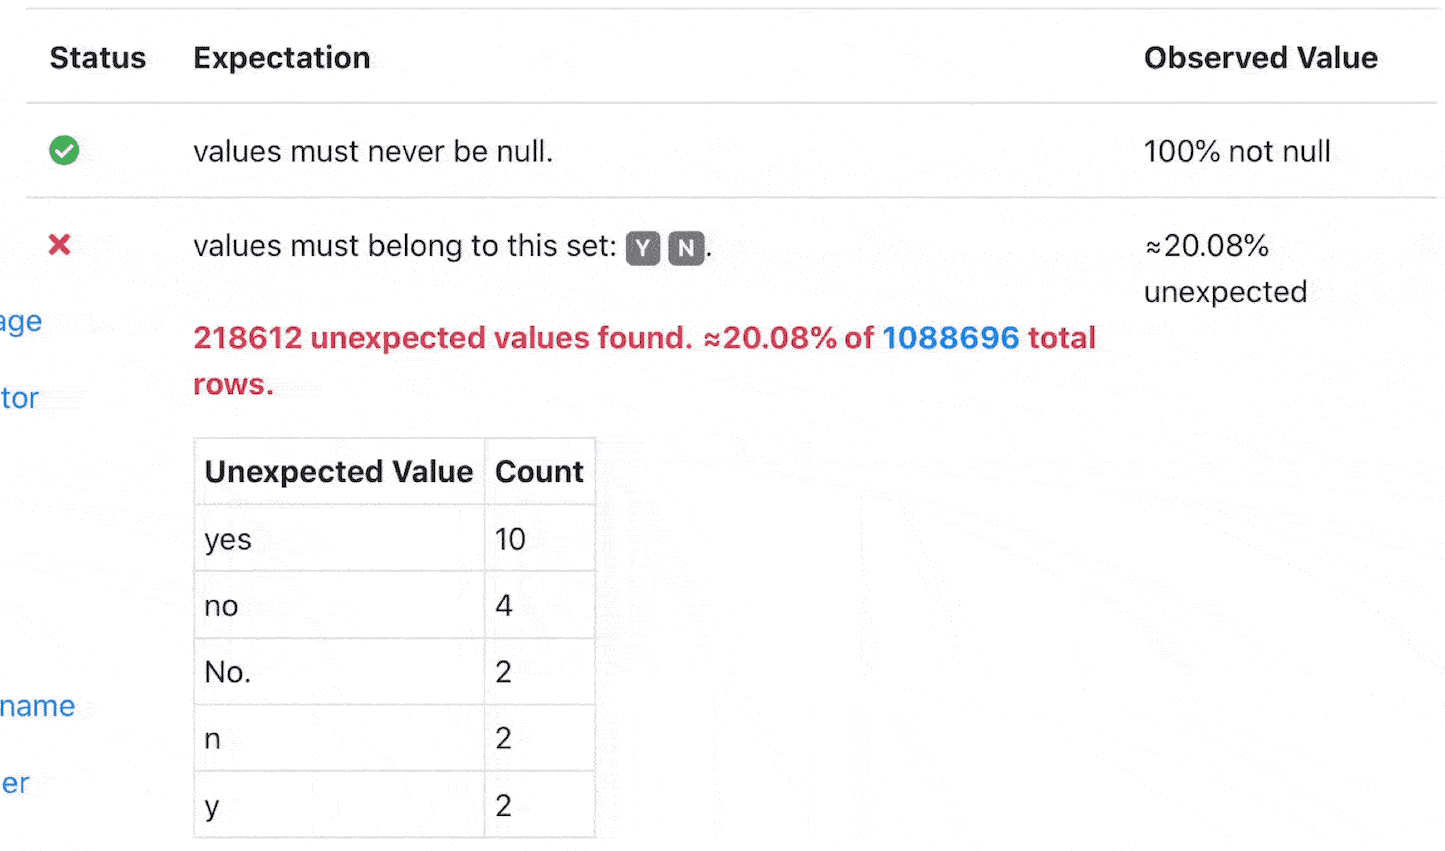 Status Expectation Observed Value
values must never be null. 100% not null
values must belong to this set: Y N. ≈20.08%
unexpected
age
218612 unexpected values found. ≈20.08% of 1088696 total
rows.
tor
Unexpected Value Count
yes 10
no 4
No. 2
name
n 2
er
y 2